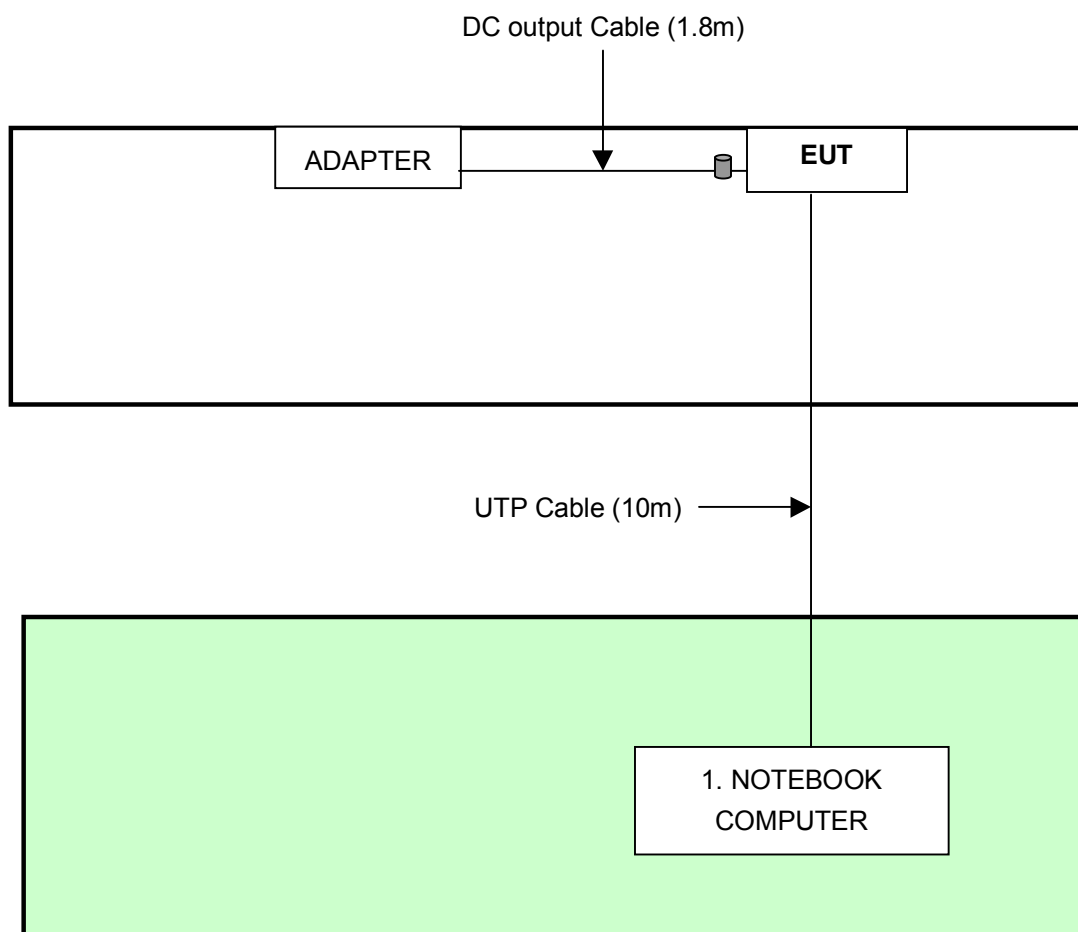 DC output Cable (1.8m)
ADAPTER
EUT
UTP Cable (10m)
1. NOTEBOOK
COMPUTER